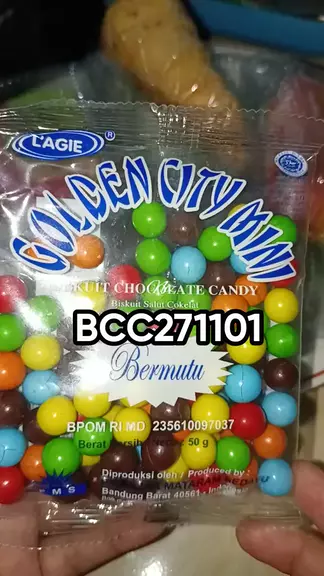 L'AGIE ®
GOLDEN CITY MINI
BISKUIT CHOCOLATE CANDY
Biskuit Salut Cokelat
BCC271101
Bermutu
BPOM RI MD 235610097037
Berat Bersih 50 g
Diproduksi oleh / Produced by :
MATARAM
Bandung Barat 40561 -
M S